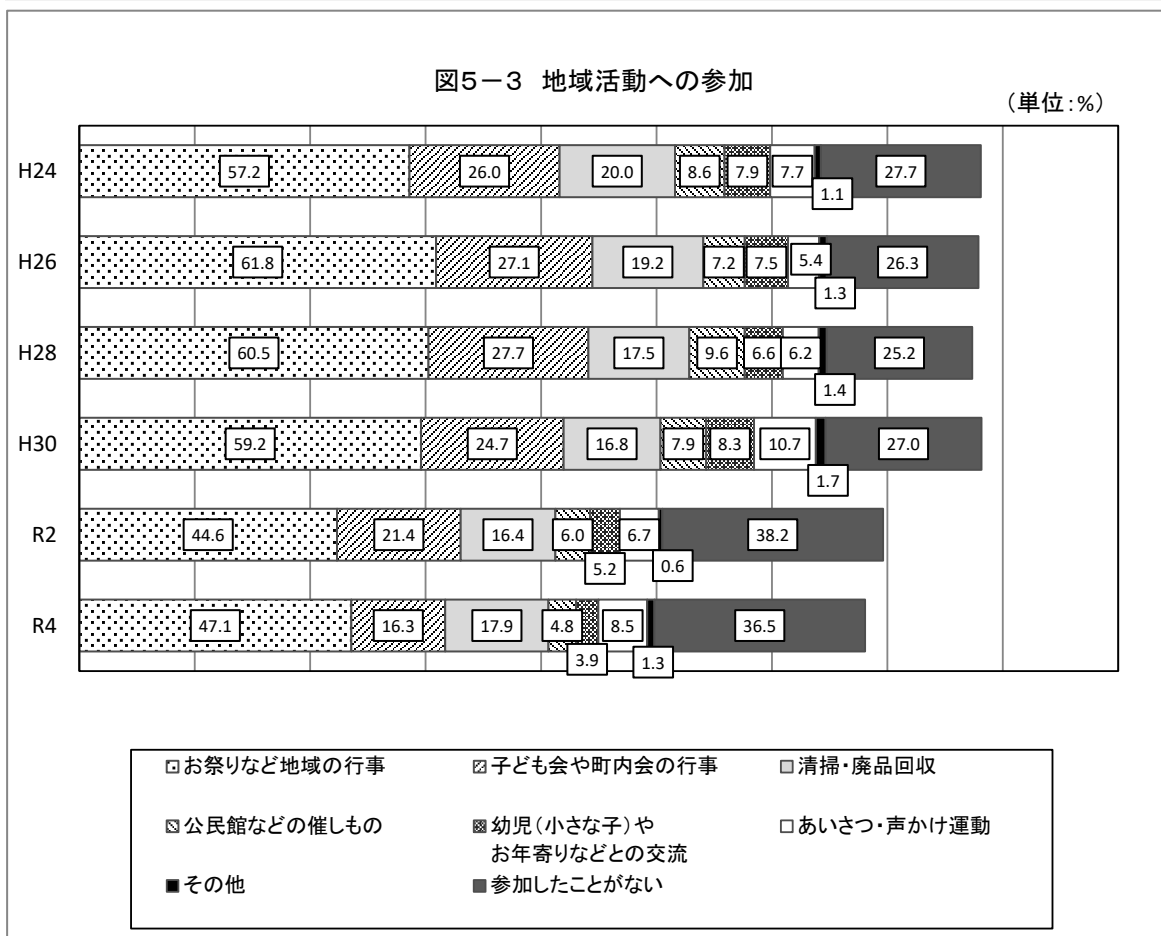 図5－3 地域活動への参加
（単位:%）
H24 57.2 26.0 20.0 8.6 7.9 7.7 1.1 27.7
H26 61.8 27.1 19.2 7.2 7.5 5.4 1.3 26.3
H28 60.5 27.7 17.5 9.6 6.6 6.2 1.4 25.2
H30 59.2 24.7 16.8 7.9 8.3 10.7 1.7 27.0
R2 44.6 21.4 16.4 6.0 5.2 6.7 0.6 38.2
R4 47.1 16.3 17.9 4.8 3.9 8.5 1.3 36.5
お祭りなど地域の行事 子ども会や町内会の行事 清掃・廃品回収
公民館などの催しもの 幼児（小さな子）や あいさつ・声かけ運動
お年寄りなどとの交流
その他 参加したことがない